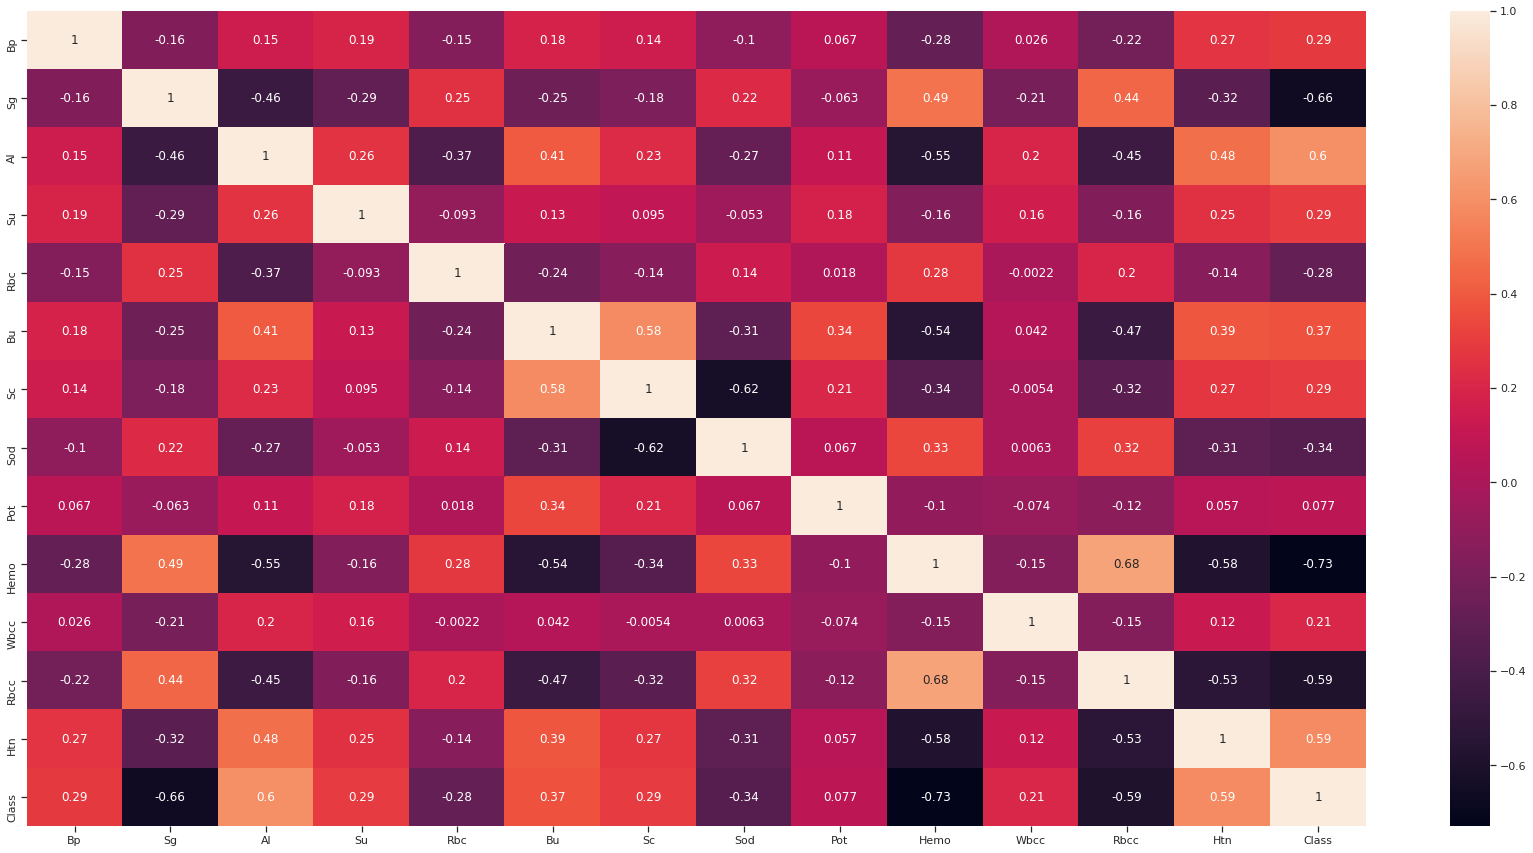 Bp 1 -0.16 0.15 0.19 -0.15 0.18 0.14 -0.1 0.067 -0.28 0.026 -0.22 0.27 0.29
Sg -0.16 1 -0.46 -0.29 0.25 -0.25 -0.18 0.22 -0.063 0.49 -0.21 0.44 -0.32 -0.66
Al 0.15 -0.46 1 0.26 -0.37 0.41 0.23 -0.27 0.11 -0.55 0.2 -0.45 0.48 0.6
Su 0.19 -0.29 0.26 1 -0.093 0.13 0.095 -0.053 0.18 -0.16 0.16 -0.16 0.25 0.29
Rbc -0.15 0.25 -0.37 -0.093 1 -0.24 -0.14 0.14 0.018 0.28 -0.0022 0.2 -0.14 -0.28
Bu 0.18 -0.25 0.41 0.13 -0.24 1 0.58 -0.31 0.34 -0.54 0.042 -0.47 0.39 0.37
Sc 0.14 -0.18 0.23 0.095 -0.14 0.58 1 -0.62 0.21 -0.34 -0.0054 -0.32 0.27 0.29
Sod -0.1 0.22 -0.27 -0.053 0.14 -0.31 -0.62 1 0.067 0.33 0.0063 0.32 -0.31 -0.34
Pot 0.067 -0.063 0.11 0.18 0.018 0.34 0.21 0.067 1 -0.1 -0.074 -0.12 0.057 0.077
Hemo -0.28 0.49 -0.55 -0.16 0.28 -0.54 -0.34 0.33 -0.1 1 -0.15 0.68 -0.58 -0.73
Wbcc 0.026 -0.21 0.2 0.16 -0.0022 0.042 -0.0054 0.0063 -0.074 -0.15 1 -0.15 0.12 0.21
Rbcc -0.22 0.44 -0.45 -0.16 0.2 -0.47 -0.32 0.32 -0.12 0.68 -0.15 1 -0.53 -0.59
Htn 0.27 -0.32 0.48 0.25 -0.14 0.39 0.27 -0.31 0.057 -0.58 0.12 -0.53 1 0.59
Class 0.29 -0.66 0.6 0.29 -0.28 0.37 0.29 -0.34 0.077 -0.73 0.21 -0.59 0.59 1
Bp Sg Al Su Rbc Bu Sc Sod Pot Hemo Wbcc Rbcc Htn Class
1.0
0.8
0.6
0.4
0.2
0.0
−0.2
−0.4
−0.6